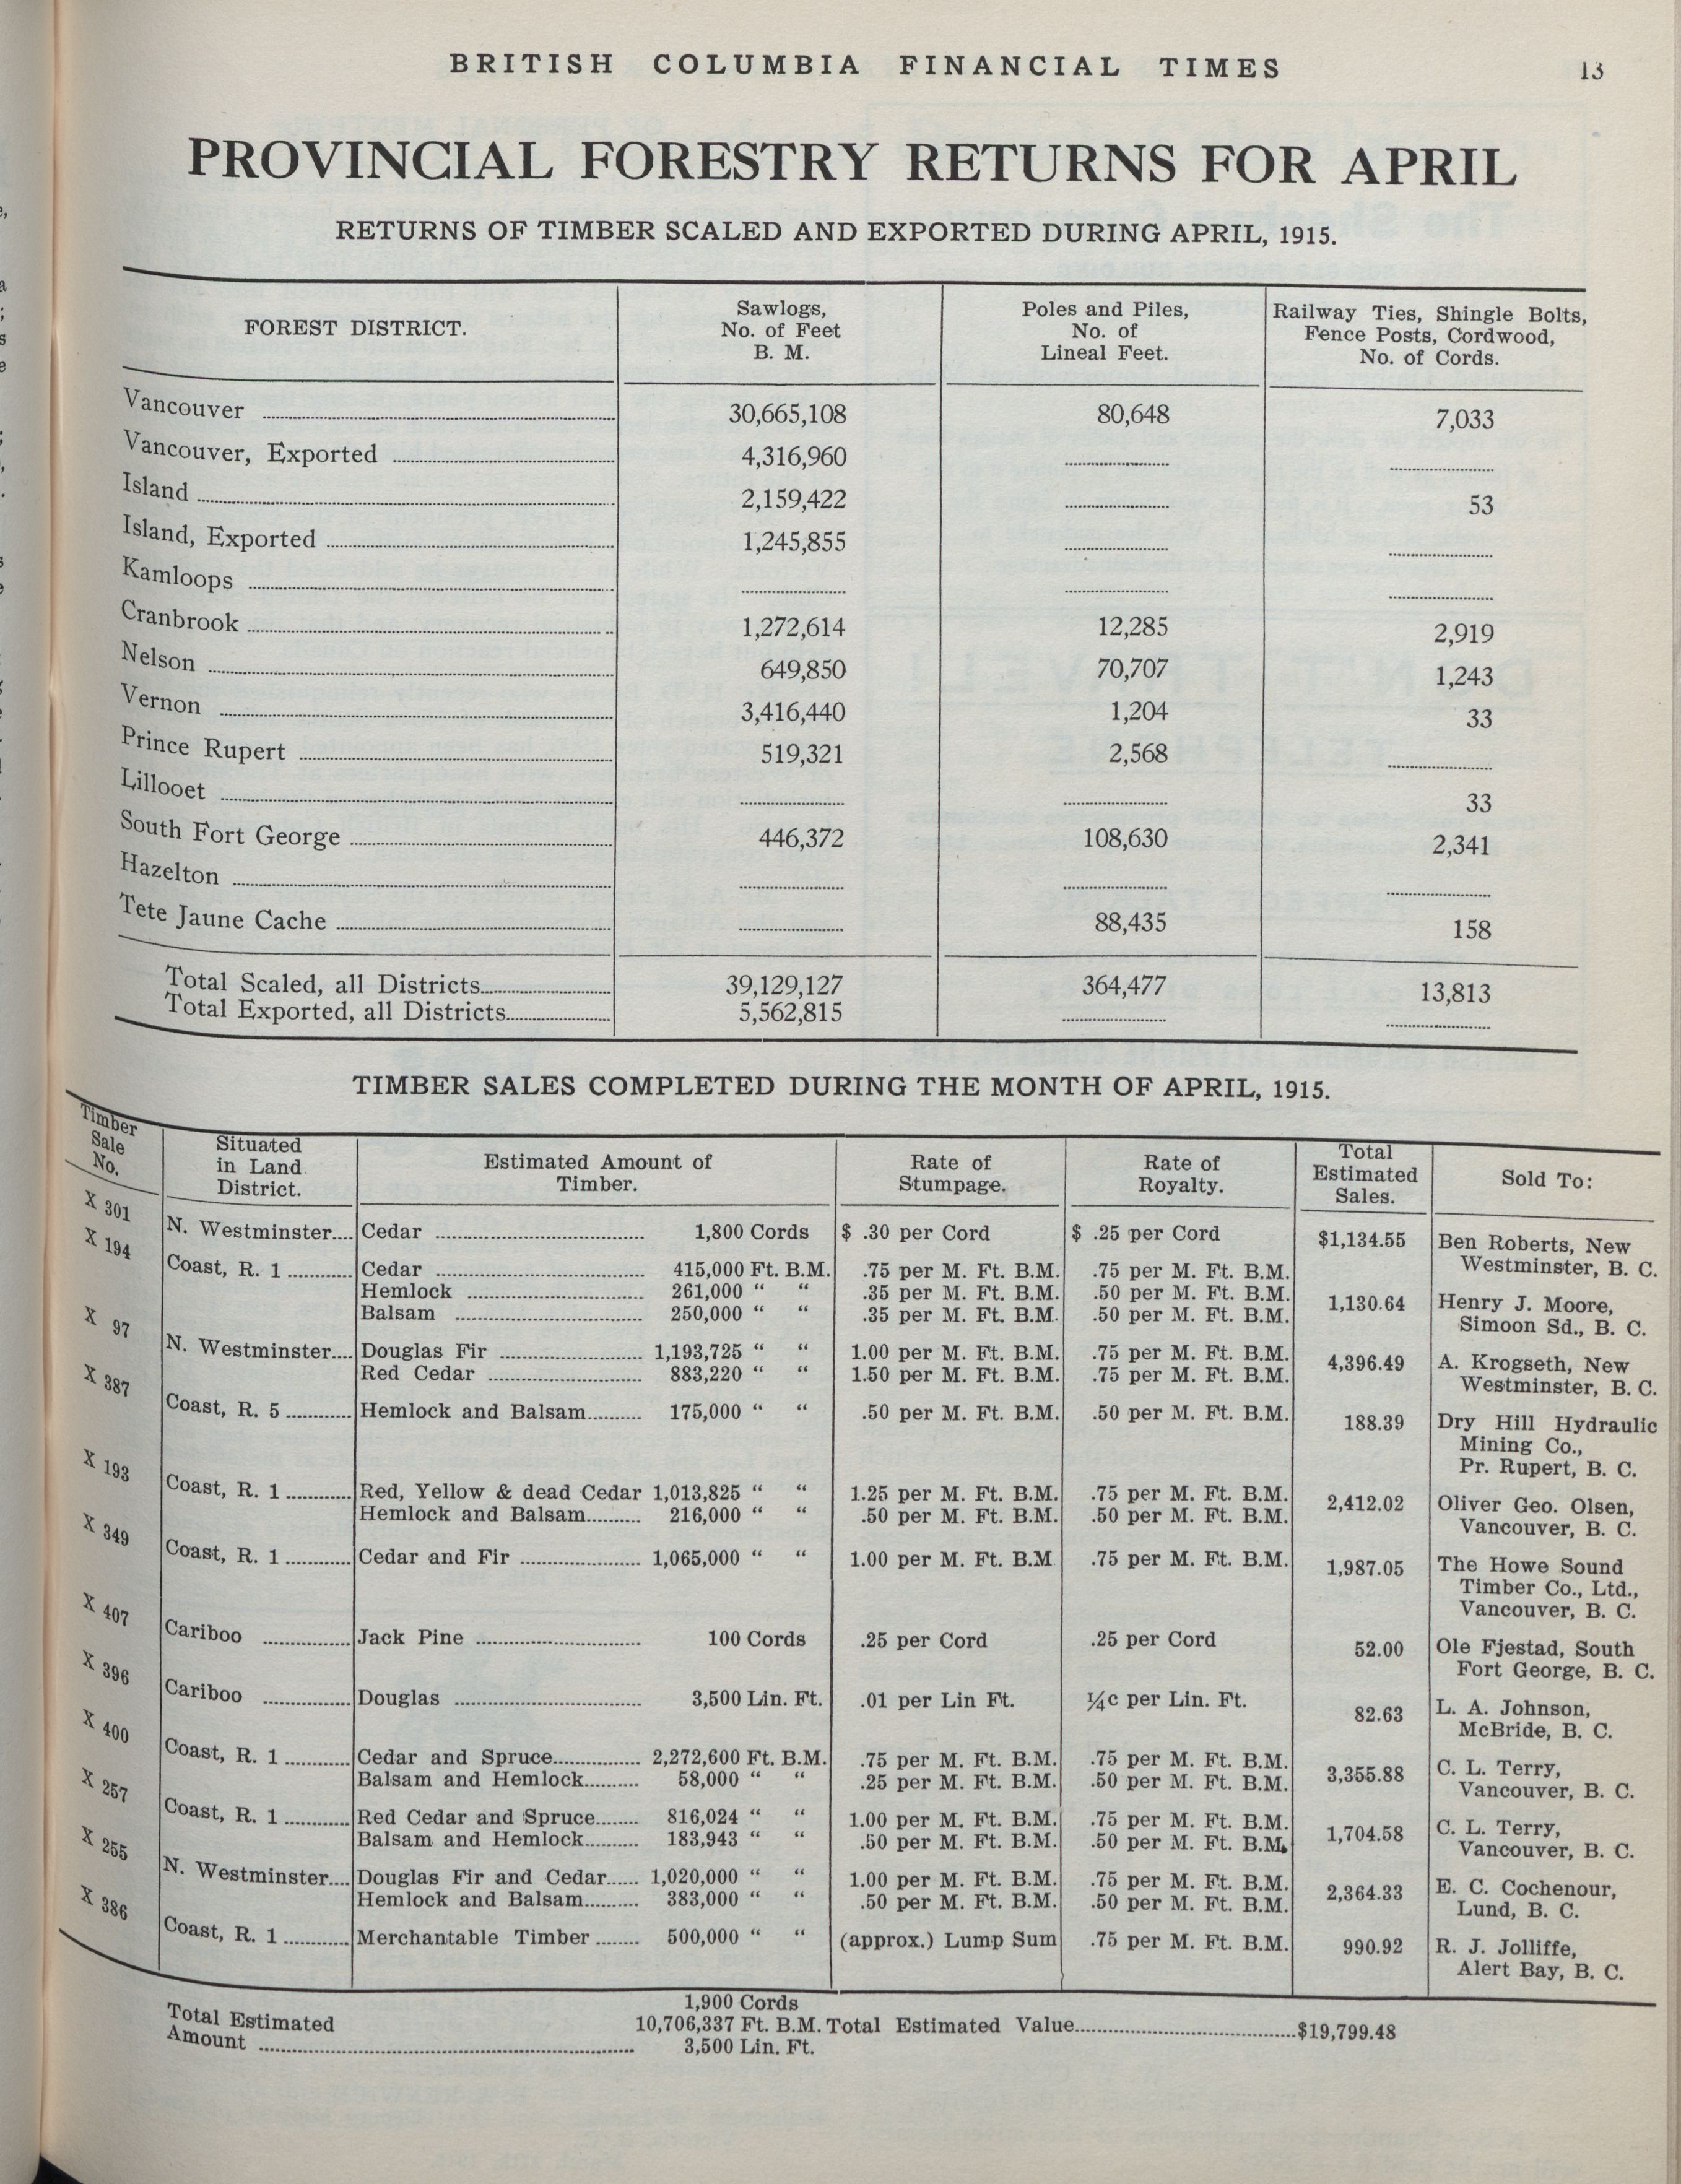 BRITISH COLUMBIA FINANCIAL TIMES 13
PROVINCIAL FORESTRY RETURNS FOR APRIL
RETURNS OF TIMBER SCALED AND EXPORTED DURING APRIL, 1915.
FOREST DISTRICT. Sawlogs, No. of Feet B. M. Poles and Piles, No. of Lineal Feet. Railway Ties, Shingle Bolts, Fence Posts, Cordwood, No. of Cords.
Vancouver ........ 30,665,108 80,648 7,033
Vancouver, Exported ........ 4,316,960 ........ ........
Island ........ 2,159,422 ........ 53
Island, Exported ........ 1,245,855 ........ ........
Kamloops ........ ........ ........ ........
Cranbrook ........ 1,272,614 12,285 2,919
Nelson ........ 649,850 70,707 1,243
Vernon ........ 3,416,440 1,204 33
Prince Rupert ........ 519,321 2,568 ........
Lillooet ........ ........ ........ 33
South Fort George ........ 446,372 108,630 2,341
Hazelton ........ ........ ........ ........
Tete Jaune Cache ........ ........ 88,435 158
Total Scaled, all Districts ........ 39,129,127 364,477 13,813
Total Exported, all Districts ........ 5,562,815 ........ ........
TIMBER SALES COMPLETED DURING THE MONTH OF APRIL, 1915.
Timber Sale No. Situated in Land District. Estimated Amount of Timber. Rate of Stumpage. Rate of Royalty. Total Estimated Sales. Sold To:
X 301 N. Westminster.... Cedar ........ 1,800 Cords $ .30 per Cord $ .25 per Cord $1,134.55 Ben Roberts, New Westminster, B. C.
X 194 Coast, R. 1 ........ Cedar ........ 415,000 Ft. B.M. .75 per M. Ft. B.M. .75 per M. Ft. B.M.
Hemlock ........ 261,000 “ “ .35 per M. Ft. B.M. .50 per M. Ft. B.M.
Balsam ........ 250,000 “ “ .35 per M. Ft. B.M. .50 per M. Ft. B.M. 1,130.64 Henry J. Moore, Simoon Sd., B. C.
X 97 N. Westminster.... Douglas Fir ........ 1,193,725 “ “ 1.00 per M. Ft. B.M. .75 per M. Ft. B.M.
Red Cedar ........ 883,220 “ “ 1.50 per M. Ft. B.M. .75 per M. Ft. B.M. 4,396.49 A. Krogseth, New Westminster, B. C.
X 387 Coast, R. 5 ........ Hemlock and Balsam........ 175,000 “ “ .50 per M. Ft. B.M. .50 per M. Ft. B.M. 188.39 Dry Hill Hydraulic Mining Co., Pr. Rupert, B. C.
X 193 Coast, R. 1 ........ Red, Yellow & dead Cedar 1,013,825 “ “ 1.25 per M. Ft. B.M. .75 per M. Ft. B.M.
Hemlock and Balsam........ 216,000 “ “ .50 per M. Ft. B.M. .50 per M. Ft. B.M. 2,412.02 Oliver Geo. Olsen, Vancouver, B. C.
X 349 Coast, R. 1 ........ Cedar and Fir ........ 1,065,000 “ “ 1.00 per M. Ft. B.M .75 per M. Ft. B.M. 1,987.05 The Howe Sound Timber Co., Ltd., Vancouver, B. C.
X 407 Cariboo ........ Jack Pine ........ 100 Cords .25 per Cord .25 per Cord 52.00 Ole Fjestad, South Fort George, B. C.
X 396 Cariboo ........ Douglas ........ 3,500 Lin. Ft. .01 per Lin Ft. ¼c per Lin. Ft. 82.63 L. A. Johnson, McBride, B. C.
X 400 Coast, R. 1 ........ Cedar and Spruce........ 2,272,600 Ft. B.M. .75 per M. Ft. B.M. .75 per M. Ft. B.M.
Balsam and Hemlock........ 58,000 “ “ .25 per M. Ft. B.M. .50 per M. Ft. B.M. 3,355.88 C. L. Terry, Vancouver, B. C.
X 257 Coast, R. 1 ........ Red Cedar and Spruce........ 816,024 “ “ 1.00 per M. Ft. B.M. .75 per M. Ft. B.M.
Balsam and Hemlock........ 183,943 “ “ .50 per M. Ft. B.M. .50 per M. Ft. B.M. 1,704.58 C. L. Terry, Vancouver, B. C.
X 255 N. Westminster.... Douglas Fir and Cedar...... 1,020,000 “ “ 1.00 per M. Ft. B.M. .75 per M. Ft. B.M.
Hemlock and Balsam........ 383,000 “ “ .50 per M. Ft. B.M. .50 per M. Ft. B.M. 2,364.33 E. C. Cochenour, Lund, B. C.
X 386 Coast, R. 1 ........ Merchantable Timber ........ 500,000 “ “ (approx.) Lump Sum .75 per M. Ft. B.M. 990.92 R. J. Jolliffe, Alert Bay, B. C.
1,900 Cords
Total Estimated 10,706,337 Ft. B.M. Total Estimated Value........$19,799.48
Amount ........ 3,500 Lin. Ft.